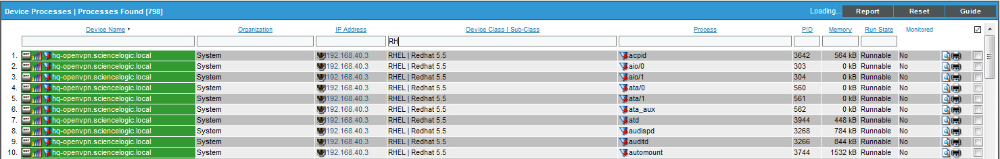 Device Processes | Processes Found [798] Loading... Report Reset Guide
Device Name Organization IP Address Device Class | Sub-Class Process PID Memory Run State Monitored
RH
1. hq-openvpn.sciencelogic.local System 192.168.40.3 RHEL | Redhat 5.5 acpid 3642 564 kB Runnable No
2. hq-openvpn.sciencelogic.local System 192.168.40.3 RHEL | Redhat 5.5 aio/0 303 0 kB Runnable No
3. hq-openvpn.sciencelogic.local System 192.168.40.3 RHEL | Redhat 5.5 aio/1 304 0 kB Runnable No
4. hq-openvpn.sciencelogic.local System 192.168.40.3 RHEL | Redhat 5.5 ata/0 560 0 kB Runnable No
5. hq-openvpn.sciencelogic.local System 192.168.40.3 RHEL | Redhat 5.5 ata/1 561 0 kB Runnable No
6. hq-openvpn.sciencelogic.local System 192.168.40.3 RHEL | Redhat 5.5 ata_aux 562 0 kB Runnable No
7. hq-openvpn.sciencelogic.local System 192.168.40.3 RHEL | Redhat 5.5 atd 3944 448 kB Runnable No
8. hq-openvpn.sciencelogic.local System 192.168.40.3 RHEL | Redhat 5.5 audispd 3268 784 kB Runnable No
9. hq-openvpn.sciencelogic.local System 192.168.40.3 RHEL | Redhat 5.5 auditd 3266 844 kB Runnable No
10. hq-openvpn.sciencelogic.local System 192.168.40.3 RHEL | Redhat 5.5 automount 3744 1532 kB Runnable No